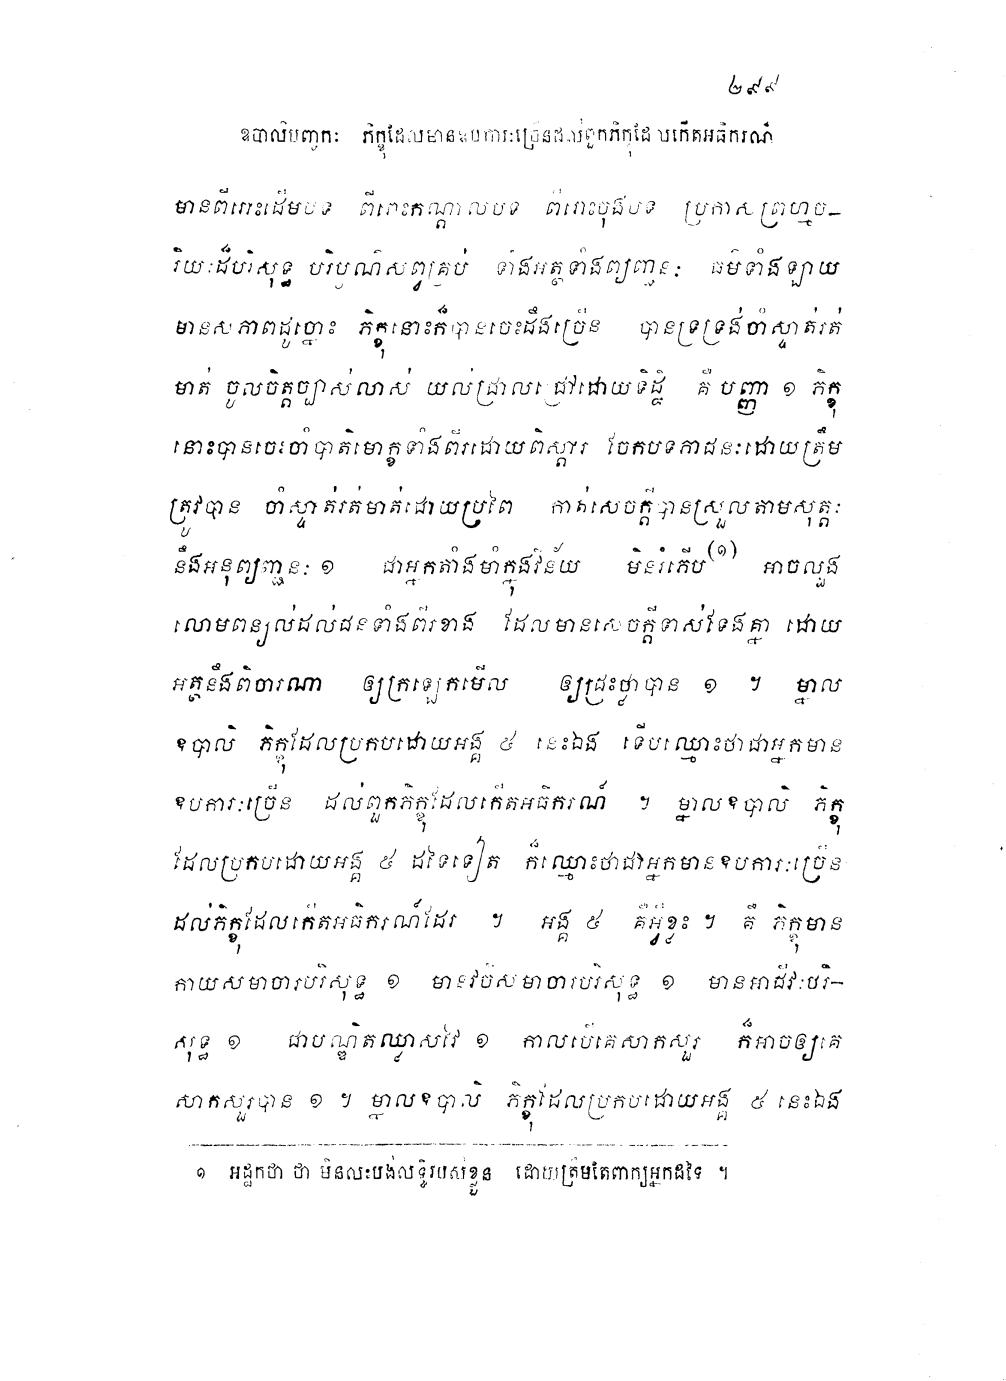 ២៩៩
ឧបាលិបញ្ចកៈ ភិក្ខុដែលមានឧបការៈច្រើនដល់ពួកភិក្ខុដែលកើតអធិករណ៍
មានពីរោះដើមបទ ពីរោះកណ្តាលបទ ពីរោះចុងបទ ប្រកាសព្រហ្មច-
រិយៈដ៏បរិសុទ្ធ បរិបូណ៌សព្វគ្រប់ ទាំងអត្ថទាំងព្យញ្ជនៈ ធម៌ទាំងឡាយ
មានសភាពដូច្នោះ ភិក្ខុនោះក៏បានចេះដឹងច្រើន បានទ្រទ្រង់ចាំស្ទាត់រត់
មាត់ ចូលចិត្តច្បាស់លាស់ យល់ជ្រាលជ្រៅដោយទិដ្ឋិ គឺ បញ្ញា ១ ភិក្ខុ
នោះបានចេះចាំបាតិមោក្ខទាំងពីរដោយពិស្តារ ចែកបទភាជនៈដោយត្រឹម
ត្រូវបាន ចាំស្ទាត់រត់មាត់ដោយប្រពៃ កាត់សេចក្តីបានស្រួលតាមសុត្តៈ
នឹងអនុព្យញ្ជនៈ ១ ជាអ្នកតាំងមាំក្នុងវិន័យ មិនរំភើប(១) អាចលួង
លោមពន្យល់ដល់ជនទាំងពីរខាង ដែលមានសេចក្តីទាស់ទែងគ្នា ដោយ
អត្ថនឹងពិចារណា ឲ្យក្រឡេកមើល ឲ្យជ្រះថ្លាបាន ១ ។ ម្នាល
ឧបាលិ ភិក្ខុដែលប្រកបដោយអង្គ ៥ នេះឯង ទើបឈ្មោះថាជាអ្នកមាន
ឧបការៈច្រើន ដល់ពួកភិក្ខុដែលកើតអធិករណ៍ ។ ម្នាលឧបាលិ ភិក្ខុ
ដែលប្រកបដោយអង្គ ៥ ដទៃទៀត ក៏ឈ្មោះថាជាអ្នកមានឧបការៈច្រើន
ដល់ភិក្ខុដែលកើតអធិករណ៍ដែរ ។ អង្គ ៥ គឺអ្វីខ្លះ ។ គឺ ភិក្ខុមាន
កាយសមាចារបរិសុទ្ធ ១ មានវចីសមាចារបរិសុទ្ធ ១ មានអាជីវៈបរិ-
សុទ្ធ ១ ជាបណ្ឌិតឈ្លាសវៃ ១ កាលបើគេសាកសួរ ក៏អាចឲ្យគេ
សាកសួរបាន ១ ។ ម្នាលឧបាលិ ភិក្ខុដែលប្រកបដោយអង្គ ៥ នេះឯង
១ អដ្ឋកថា ថា មិនលះបង់លទ្ធិរបស់ខ្លួន ដោយត្រឹមតែពាក្យអ្នកដទៃ ។